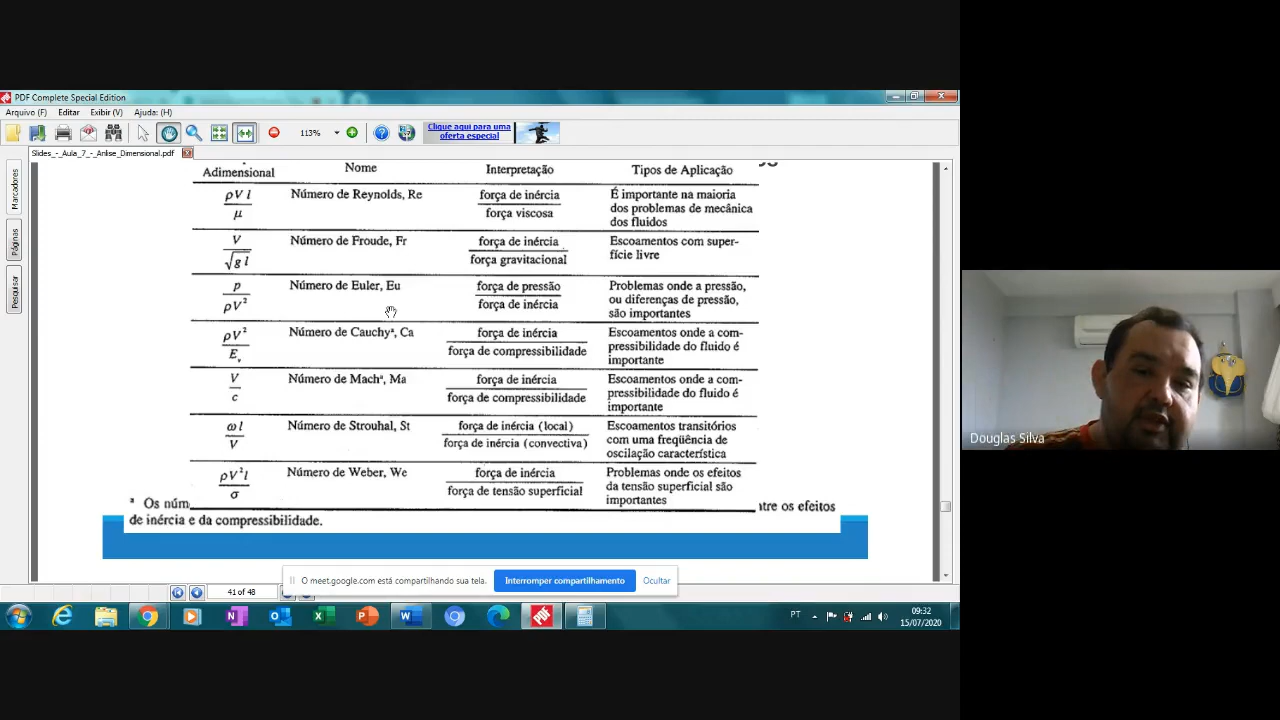 PDF Complete Special Edition
Arquivo (F) Editar Exibir (V) Ajuda: (H)
113%
Clique aqui para uma
oferta especial
Slides_-_Aula_7_-_Anlise_Dimensional.pdf
Marcadores
Páginas
Pesquisar
Adimensional Nome Interpretação Tipos de Aplicação
ρVl
μ
Número de Reynolds, Re
força de inércia
força viscosa
É importante na maioria
dos problemas de mecânica
dos fluidos
V
√gl
Número de Froude, Fr
força de inércia
força gravitacional
Escoamentos com super-
fície livre
p
ρV²
Número de Euler, Eu
força de pressão
força de inércia
Problemas onde a pressão,
ou diferenças de pressão,
são importantes
ρV²
Eᵥ
Número de Cauchyª, Ca
força de inércia
força de compressibilidade
Escoamentos onde a com-
pressibilidade do fluido é
importante
V
c
Número de Machª, Ma
força de inércia
força de compressibilidade
Escoamentos onde a com-
pressibilidade do fluido é
importante
ωl
V
Número de Strouhal, St
força de inércia (local)
força de inércia (convectiva)
Escoamentos transitórios
com uma freqüência de
oscilação característica
ρV²l
σ
Número de Weber, We
força de inércia
força de tensão superficial
Problemas onde os efeitos
da tensão superficial são
importantes
ª Os núm
ntre os efeitos
de inércia e da compressibilidade.
O meet.google.com está compartilhando sua tela. Interromper compartilhamento Ocultar
41 of 48
PT
09:32
15/07/2020
Douglas Silva